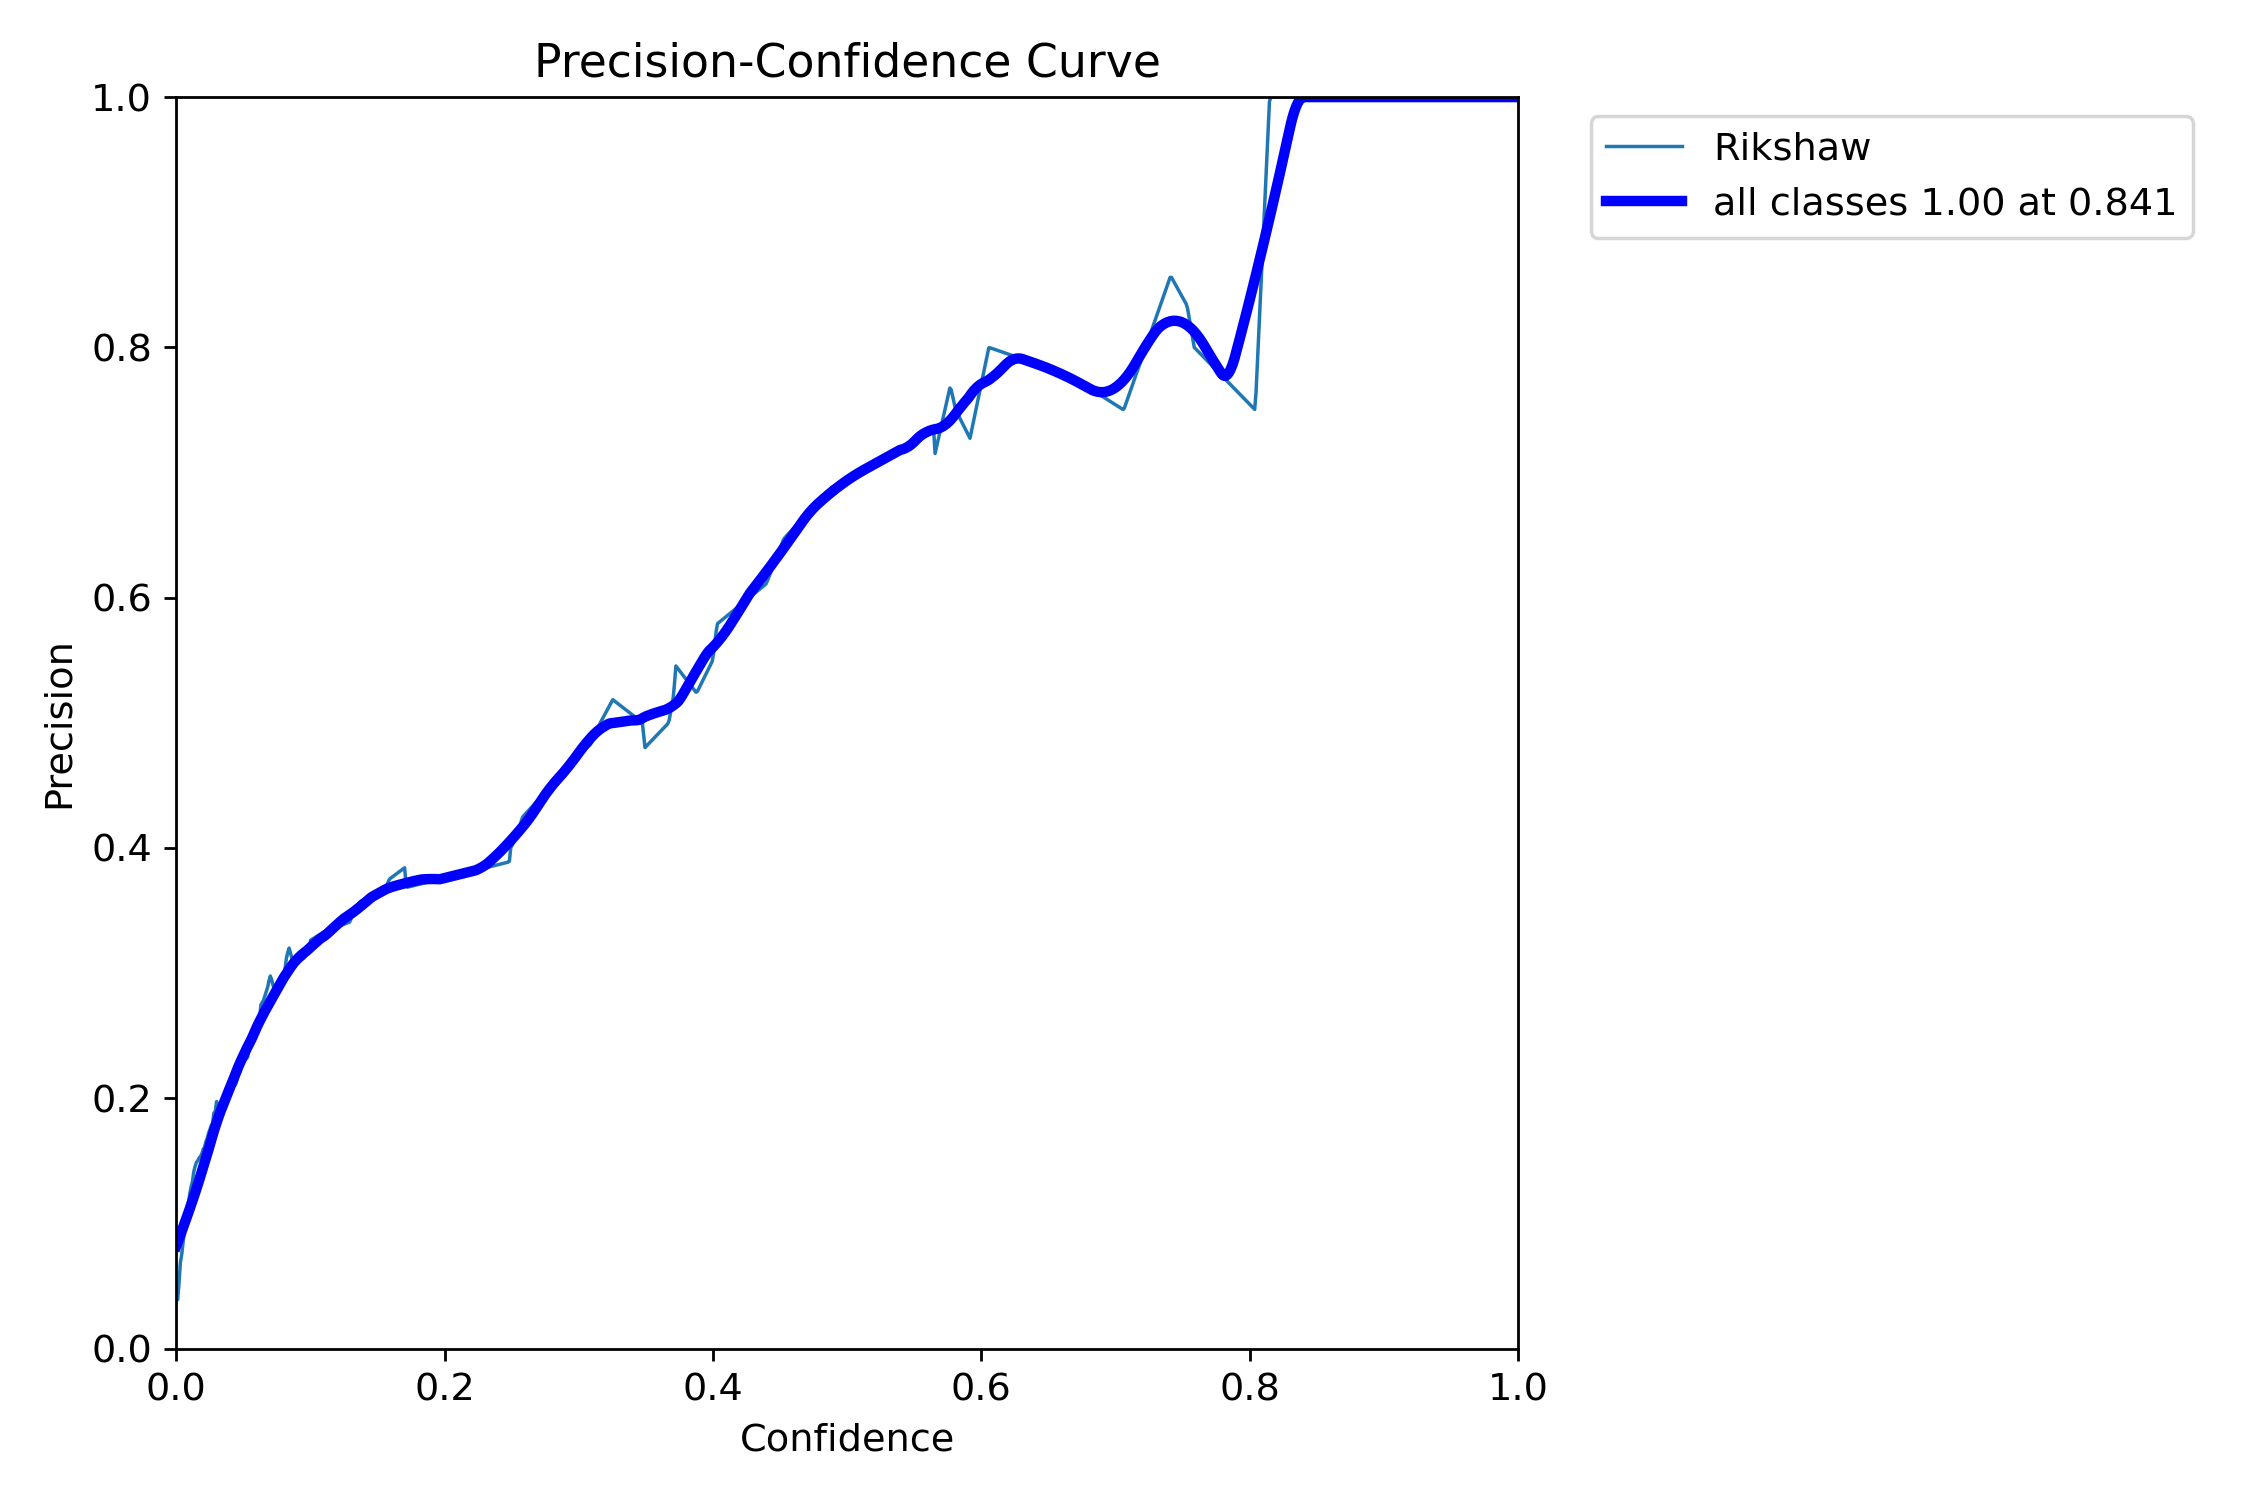 Precision-Confidence Curve
1.0
0.8
0.6
0.4
0.2
0.0
Precision
0.0 0.2 0.4 0.6 0.8 1.0
Confidence
Rikshaw
all classes 1.00 at 0.841